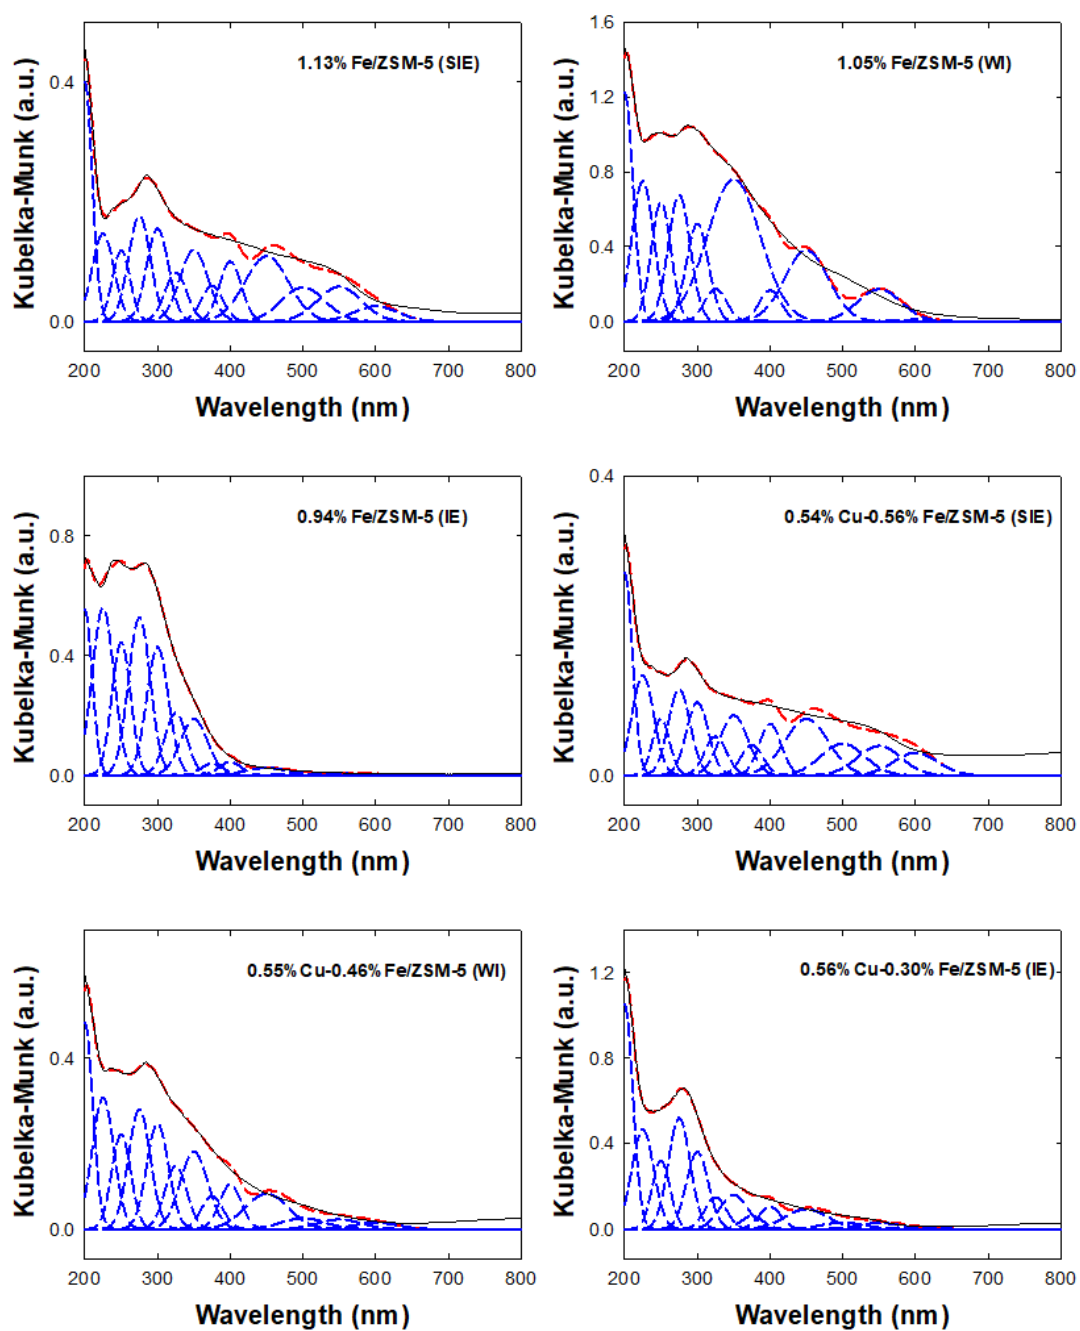 1.13% Fe/ZSM-5 (SIE)
Kubelka-Munk (a.u.)
0.4
0.0
200 300 400 500 600 700 800
Wavelength (nm)
1.05% Fe/ZSM-5 (WI)
Kubelka-Munk (a.u.)
1.6
1.2
0.8
0.4
0.0
200 300 400 500 600 700 800
Wavelength (nm)
0.94% Fe/ZSM-5 (IE)
Kubelka-Munk (a.u.)
0.8
0.4
0.0
200 300 400 500 600 700 800
Wavelength (nm)
0.54% Cu-0.56% Fe/ZSM-5 (SIE)
Kubelka-Munk (a.u.)
0.4
0.0
200 300 400 500 600 700 800
Wavelength (nm)
0.55% Cu-0.46% Fe/ZSM-5 (WI)
Kubelka-Munk (a.u.)
0.4
0.0
200 300 400 500 600 700 800
Wavelength (nm)
0.56% Cu-0.30% Fe/ZSM-5 (IE)
Kubelka-Munk (a.u.)
1.2
0.8
0.4
0.0
200 300 400 500 600 700 800
Wavelength (nm)